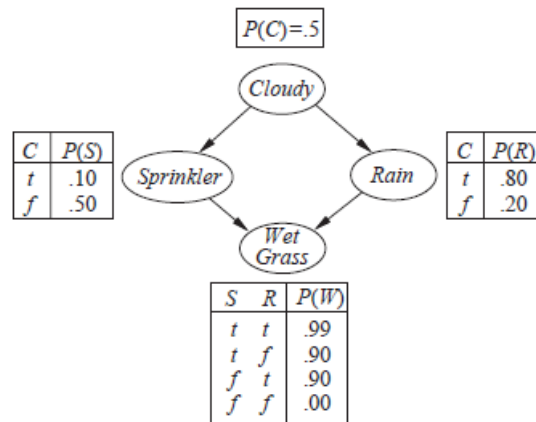 P(C)=.5
Cloudy
C P(S)
t .10
f .50
Sprinkler
Rain
C P(R)
t .80
f .20
Wet
Grass
S R P(W)
t t .99
t f .90
f t .90
f f .00